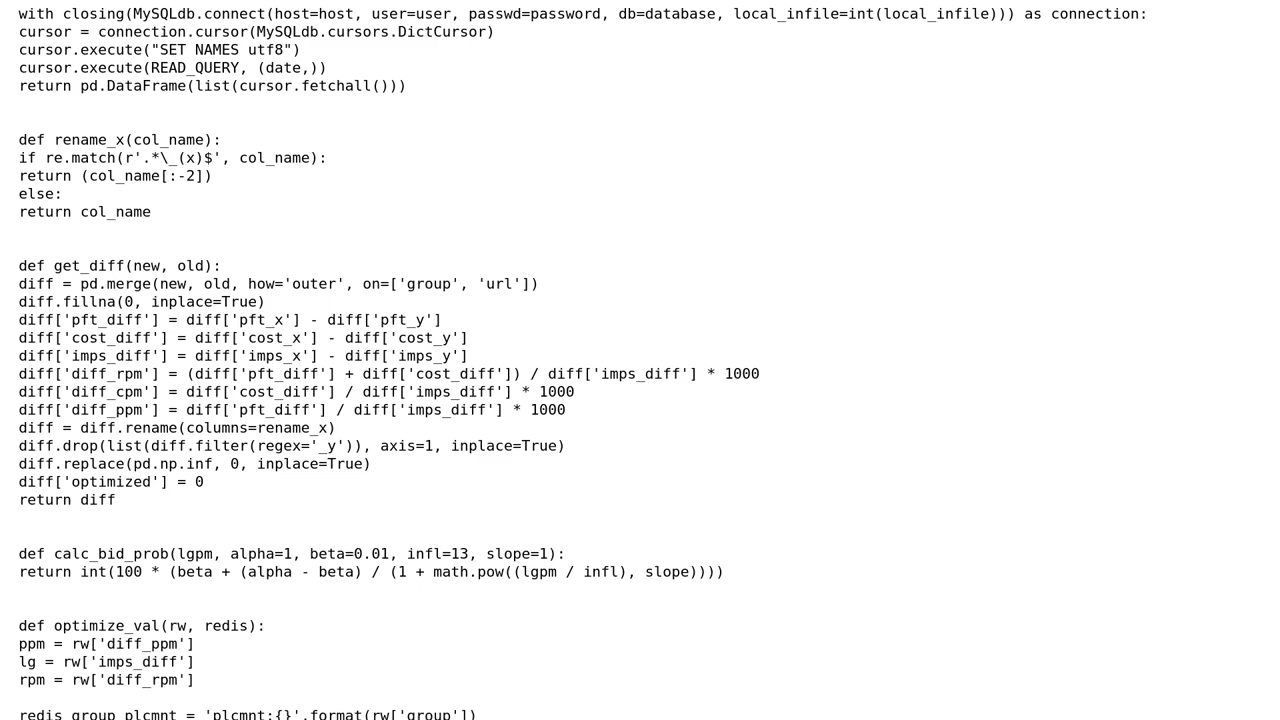 with closing(MySQLdb.connect(host=host, user=user, passwd=password, db=database, local_infile=int(local_infile))) as connection:
cursor = connection.cursor(MySQLdb.cursors.DictCursor)
cursor.execute("SET NAMES utf8")
cursor.execute(READ_QUERY, (date,))
return pd.DataFrame(list(cursor.fetchall()))
def rename_x(col_name):
if re.match(r'.*\_(x)$', col_name):
return (col_name[:-2])
else:
return col_name
def get_diff(new, old):
diff = pd.merge(new, old, how='outer', on=['group', 'url'])
diff.fillna(0, inplace=True)
diff['pft_diff'] = diff['pft_x'] - diff['pft_y']
diff['cost_diff'] = diff['cost_x'] - diff['cost_y']
diff['imps_diff'] = diff['imps_x'] - diff['imps_y']
diff['diff_rpm'] = (diff['pft_diff'] + diff['cost_diff']) / diff['imps_diff'] * 1000
diff['diff_cpm'] = diff['cost_diff'] / diff['imps_diff'] * 1000
diff['diff_ppm'] = diff['pft_diff'] / diff['imps_diff'] * 1000
diff = diff.rename(columns=rename_x)
diff.drop(list(diff.filter(regex='_y')), axis=1, inplace=True)
diff.replace(pd.np.inf, 0, inplace=True)
diff['optimized'] = 0
return diff
def calc_bid_prob(lgpm, alpha=1, beta=0.01, infl=13, slope=1):
return int(100 * (beta + (alpha - beta) / (1 + math.pow((lgpm / infl), slope))))
def optimize_val(rw, redis):
ppm = rw['diff_ppm']
lg = rw['imps_diff']
rpm = rw['diff_rpm']
redis_group_plcmnt = 'plcmnt:{}'.format(rw['group'])